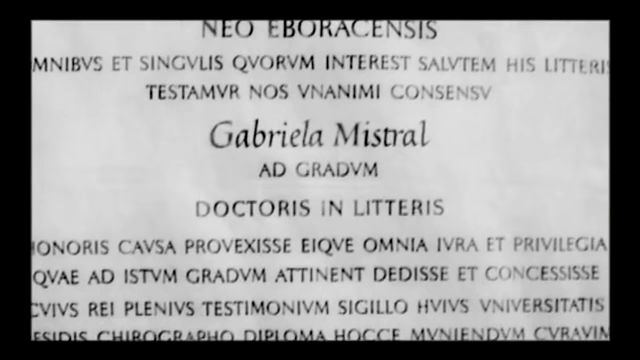 NEO EBORACENSIS
MNIBVS ET SINGVLIS QVORVM INTEREST SALVTEM HIS LITTERIS
TESTAMVR NOS VNANIMI CONSENSV
Gabriela Mistral
AD GRADVM
DOCTORIS IN LITTERIS
HONORIS CAVSA PROVEXISSE EIQVE OMNIA IVRA ET PRIVILEGIA
QVAE AD ISTVM GRADVM ATTINENT DEDISSE ET CONCESSISSE
CVIVS REI PLENIVS TESTIMONIVM SIGILLO HVIVS VNIVERSITATIS
ESIDIS CHIROGRAPHO DIPLOMA HOCCE MVNIENDVM CVRAVIM